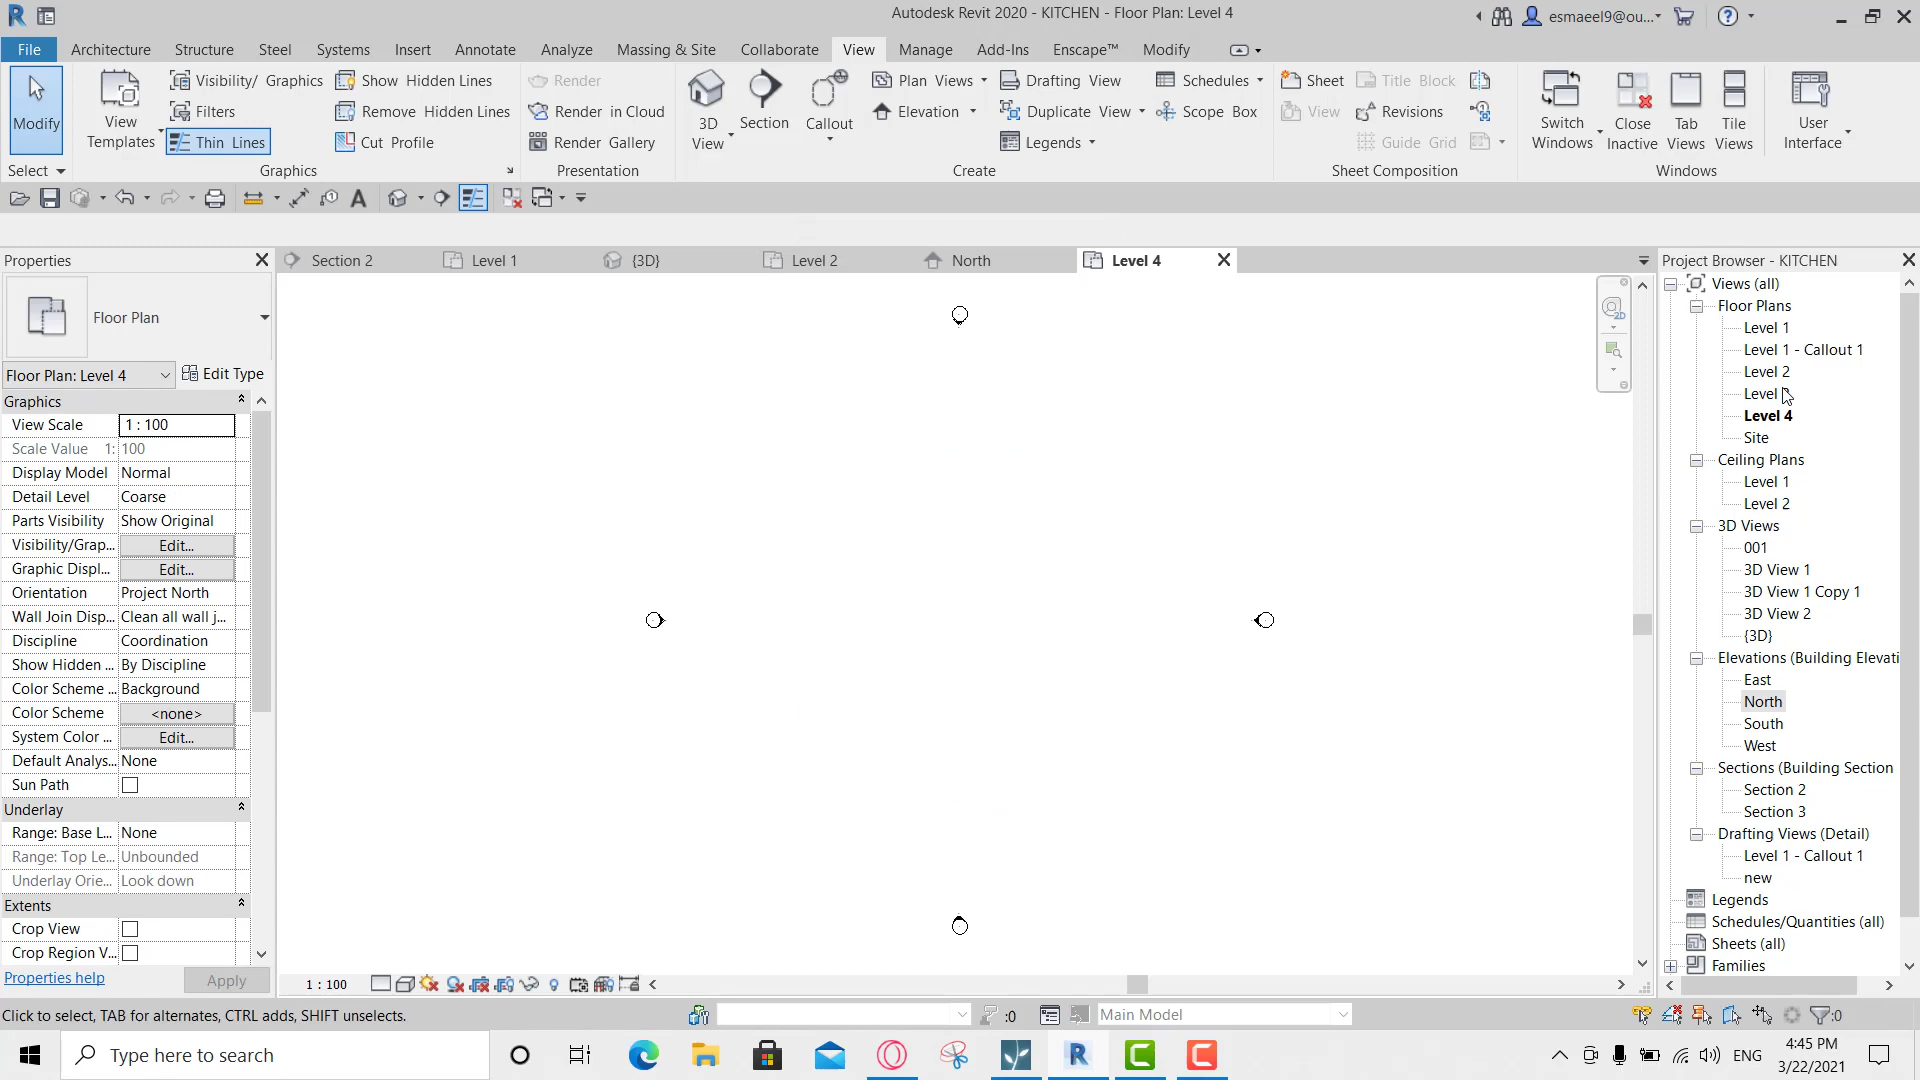 Autodesk Revit 2020 - KITCHEN - Floor Plan: Level 4
esmaeel9@ou...
File Architecture Structure Steel Systems Insert Annotate Analyze Massing & Site Collaborate View Manage Add-Ins Enscape™ Modify
Modify
View Templates
Visibility/ Graphics
Filters
Thin Lines
Show Hidden Lines
Remove Hidden Lines
Cut Profile
Render
Render in Cloud
Render Gallery
3D View
Section
Callout
Plan Views
Elevation
Drafting View
Duplicate View
Legends
Schedules
Scope Box
Sheet
View
Title Block
Revisions
Guide Grid
Switch Windows
Close Inactive
Tab Views
Tile Views
User Interface
Select Graphics Presentation Create Sheet Composition Windows
Properties
Section 2 Level 1 {3D} Level 2 North Level 4
Floor Plan
Floor Plan: Level 4 Edit Type
Graphics
View Scale 1 : 100
Scale Value 1: 100
Display Model Normal
Detail Level Coarse
Parts Visibility Show Original
Visibility/Grap... Edit...
Graphic Displ... Edit...
Orientation Project North
Wall Join Disp... Clean all wall j...
Discipline Coordination
Show Hidden ... By Discipline
Color Scheme ... Background
Color Scheme <none>
System Color ... Edit...
Default Analys... None
Sun Path
Underlay
Range: Base L... None
Range: Top Le... Unbounded
Underlay Orie... Look down
Extents
Crop View
Crop Region V...
Properties help Apply
2D
1 : 100
Project Browser - KITCHEN
Views (all)
Floor Plans
Level 1
Level 1 - Callout 1
Level 2
Level
Level 4
Site
Ceiling Plans
Level 1
Level 2
3D Views
001
3D View 1
3D View 1 Copy 1
3D View 2
{3D}
Elevations (Building Elevati
East
North
South
West
Sections (Building Section
Section 2
Section 3
Drafting Views (Detail)
Level 1 - Callout 1
new
Legends
Schedules/Quantities (all)
Sheets (all)
Families
Click to select, TAB for alternates, CTRL adds, SHIFT unselects.
:0
Main Model
:0
Type here to search
ENG
4:45 PM
3/22/2021